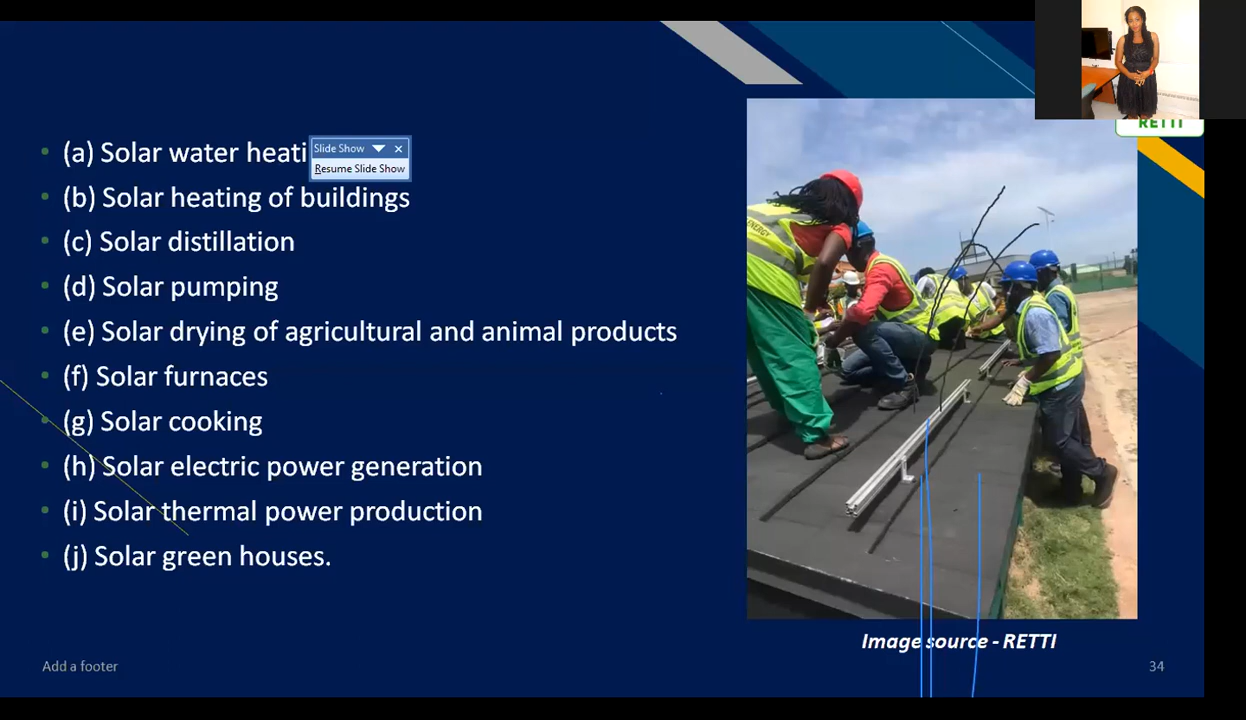 RETTI
(a) Solar water heati
Slide Show
Resume Slide Show
(b) Solar heating of buildings
(c) Solar distillation
(d) Solar pumping
(e) Solar drying of agricultural and animal products
(f) Solar furnaces
(g) Solar cooking
(h) Solar electric power generation
(i) Solar thermal power production
(j) Solar green houses.
ENERGY
Image source - RETTI
Add a footer
34